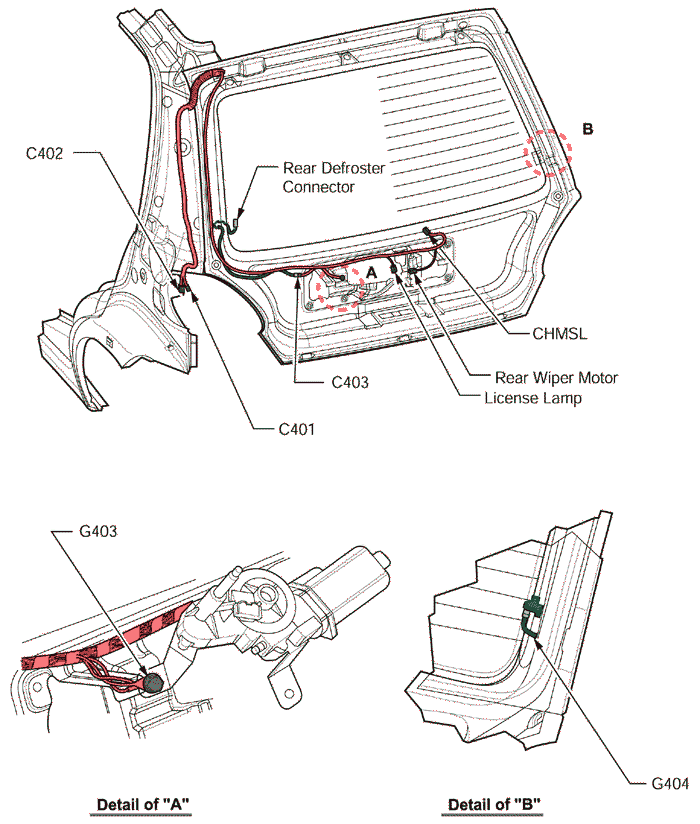 B
C402
Rear Defroster
Connector
A
CHMSL
C403
Rear Wiper Motor
License Lamp
C401
G403
G404
Detail of "A"
Detail of "B"